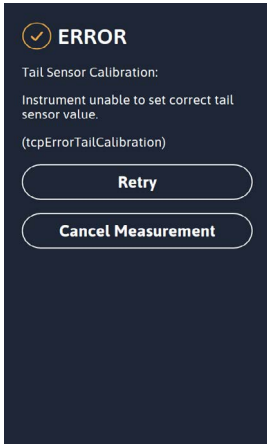 ERROR
Tail Sensor Calibration:
Instrument unable to set correct tail
sensor value.
(tcpErrorTailCalibration)
Retry
Cancel Measurement